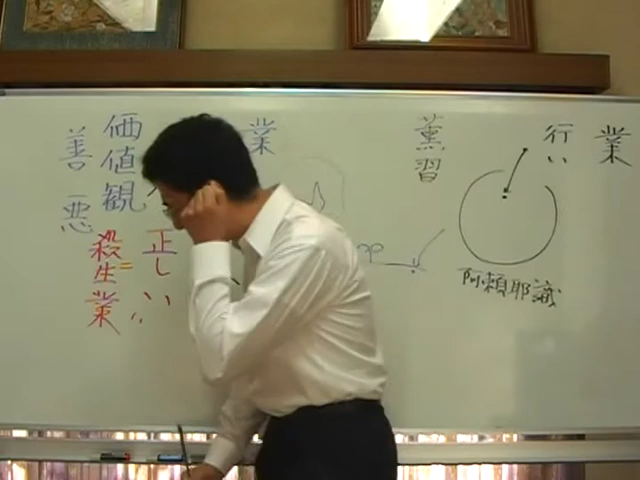 業
行い
薫習
阿頼耶識
業
正しい
価値観
殺生業
善
悪